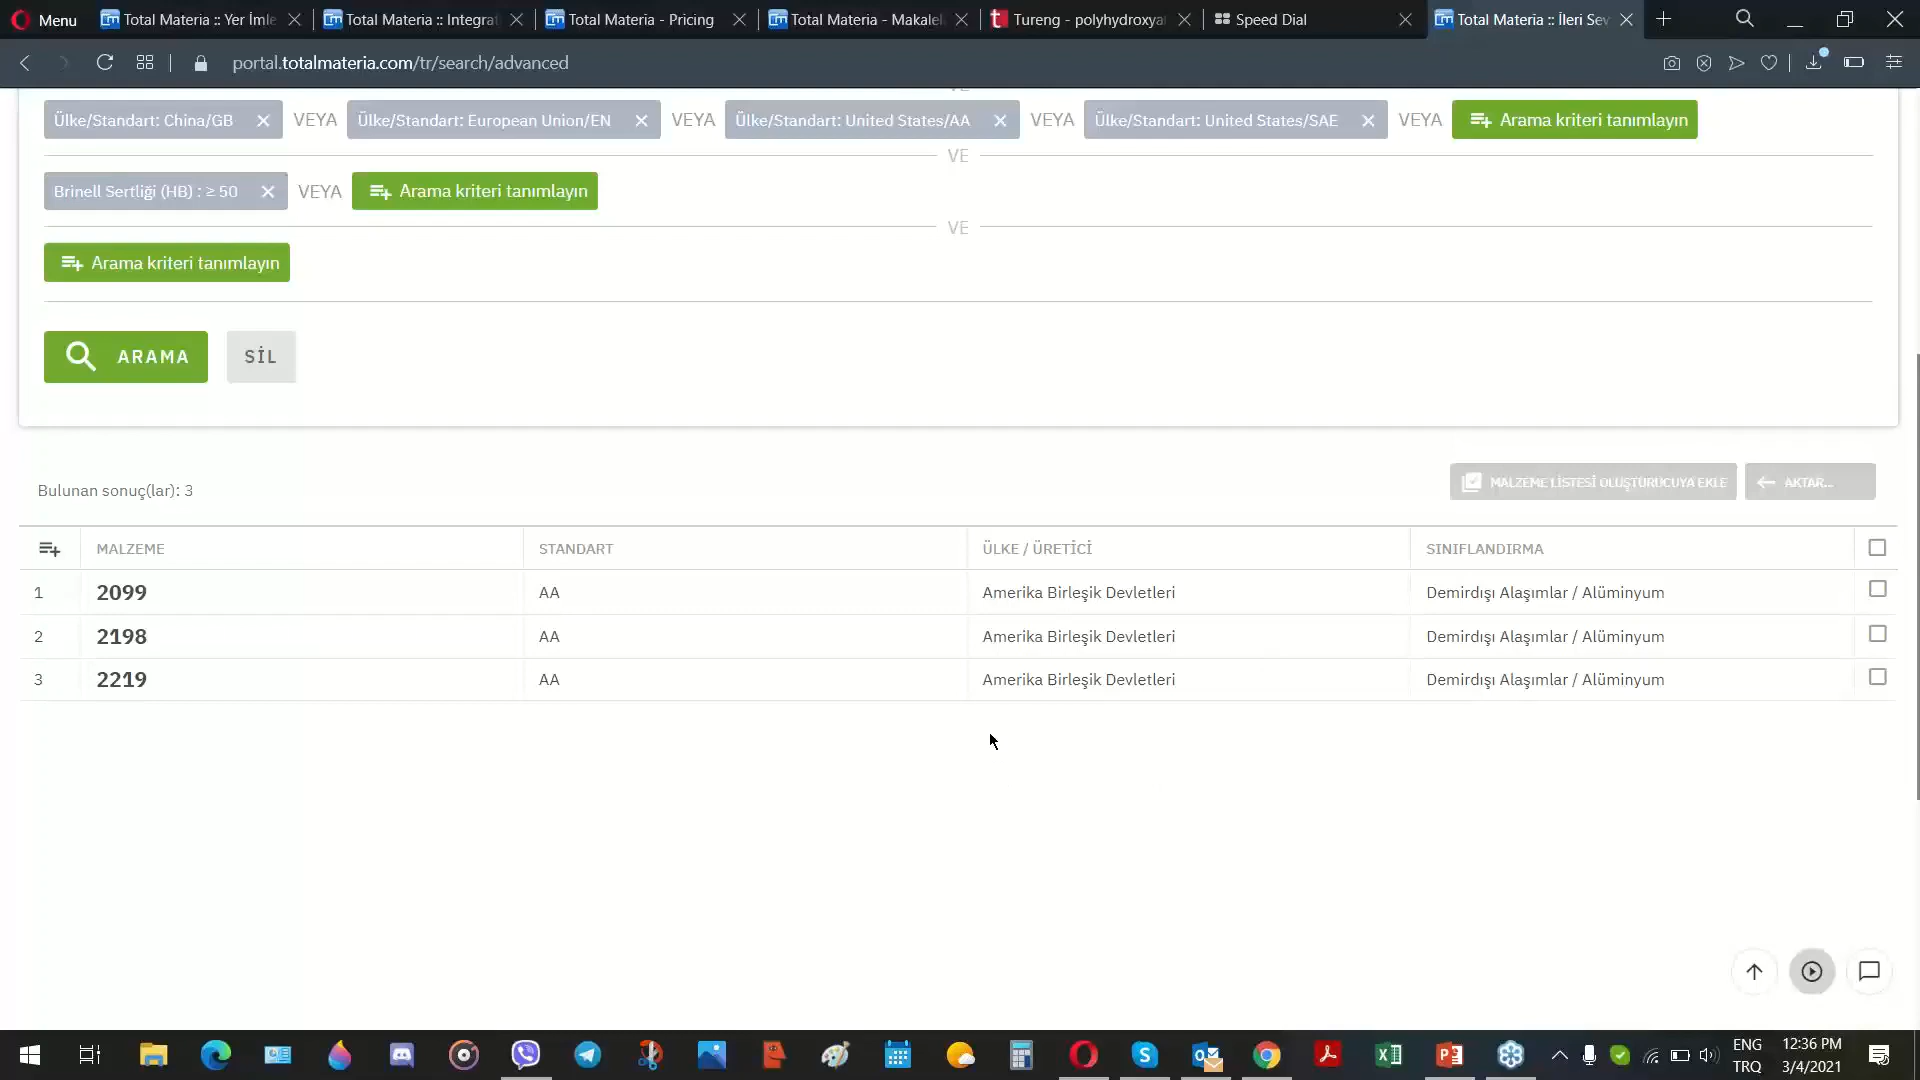 Menu
Total Materia :: Yer İmle
Total Materia :: Integrat
Total Materia - Pricing
Total Materia - Makalele
Tureng - polyhydroxya
Speed Dial
Total Materia :: İleri Sev
portal.totalmateria.com/tr/search/advanced
Ülke/Standart: China/GB VEYA Ülke/Standart: European Union/EN VEYA Ülke/Standart: United States/AA VEYA Ülke/Standart: United States/SAE VEYA Arama kriteri tanımlayın
VE
Brinell Sertliği (HB) : ≥ 50 VEYA Arama kriteri tanımlayın
VE
Arama kriteri tanımlayın
ARAMA SİL
Bulunan sonuç(lar): 3
MALZEME LİSTESİ OLUŞTURUCUYA EKLE AKTAR...
MALZEME STANDART ÜLKE / ÜRETİCİ SINIFLANDIRMA
1 2099 AA Amerika Birleşik Devletleri Demirdışı Alaşımlar / Alüminyum
2 2198 AA Amerika Birleşik Devletleri Demirdışı Alaşımlar / Alüminyum
3 2219 AA Amerika Birleşik Devletleri Demirdışı Alaşımlar / Alüminyum
ENG 12:36 PM
TRQ 3/4/2021